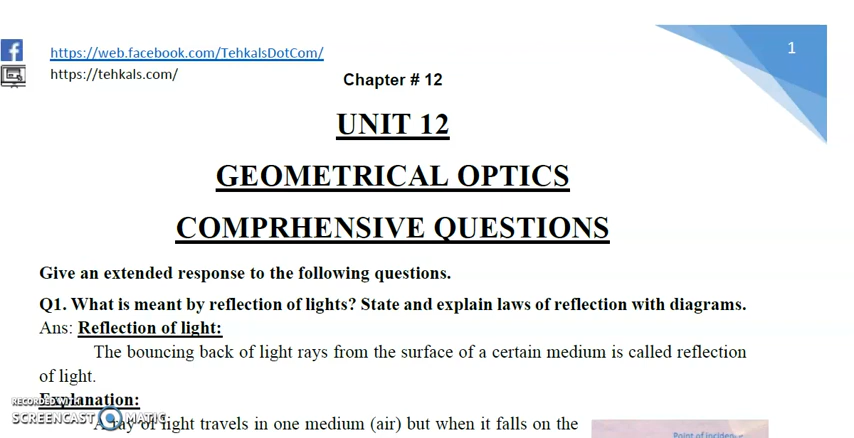 https://web.facebook.com/TehkalsDotCom/
1
https://tehkals.com/
Chapter # 12
UNIT 12
GEOMETRICAL OPTICS
COMPRHENSIVE QUESTIONS
Give an extended response to the following questions.
Q1. What is meant by reflection of lights? State and explain laws of reflection with diagrams.
Ans: Reflection of light:
The bouncing back of light rays from the surface of a certain medium is called reflection
of light.
Explanation:
RECORDED WITH
SCREENCAST MATIC
A ray of light travels in one medium (air) but when it falls on the
Point of